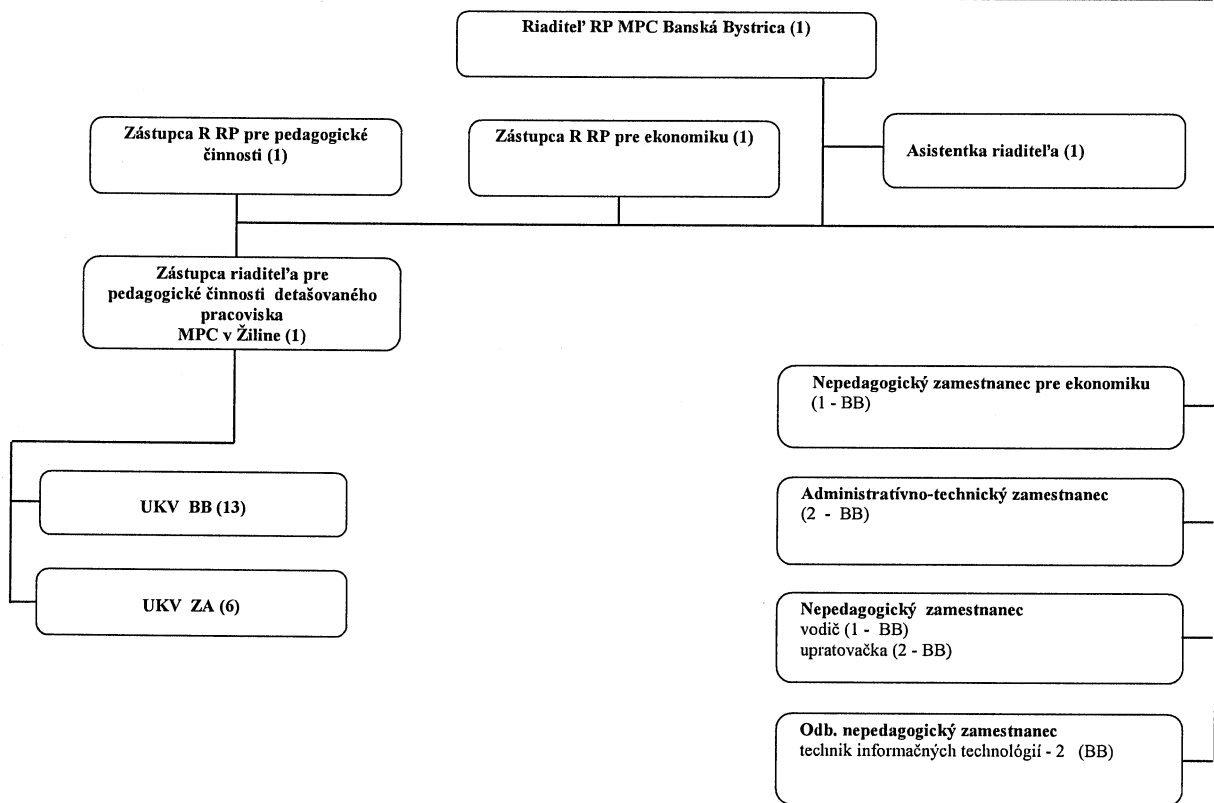 Riaditeľ RP MPC Banská Bystrica (1)
Zástupca R RP pre pedagogické
činnosti (1)
Zástupca R RP pre ekonomiku (1)
Asistentka riaditeľa (1)
Zástupca riaditeľa pre
pedagogické činnosti detašovaného
pracoviska
MPC v Žiline (1)
UKV BB (13)
UKV ZA (6)
Nepedagogický zamestnanec pre ekonomiku
(1 - BB)
Administratívno-technický zamestnanec
(2 - BB)
Nepedagogický zamestnanec
vodič (1 - BB)
upratovačka (2 - BB)
Odb. nepedagogický zamestnanec
technik informačných technológií - 2 (BB)